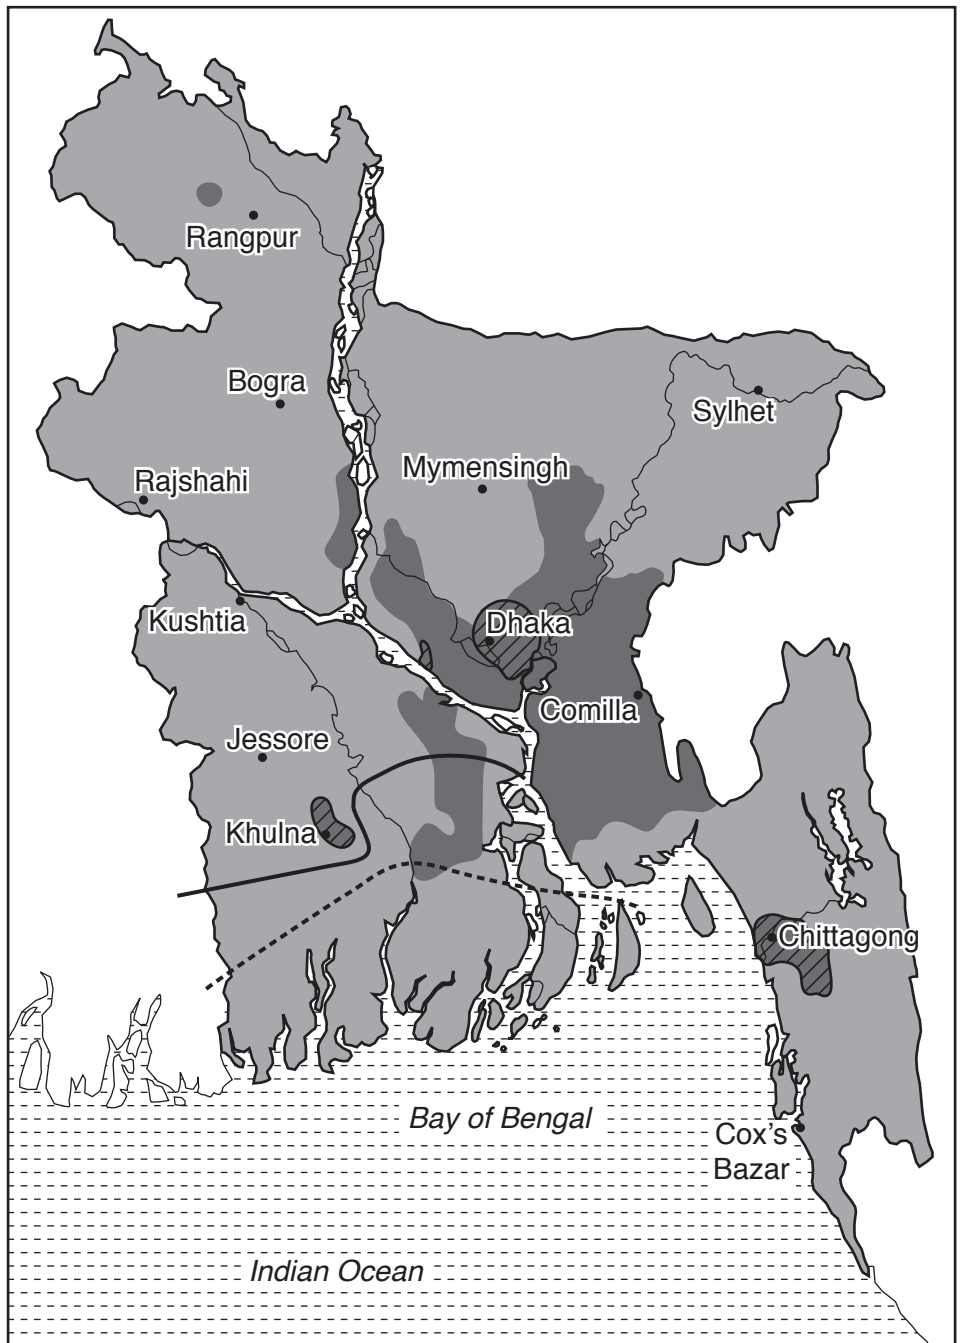 Rangpur
Bogra
Sylhet
Mymensingh
Rajshahi
Kushtia
Dhaka
Comilla
Jessore
Khulna
Chittagong
Bay of Bengal
Cox's
Bazar
Indian Ocean